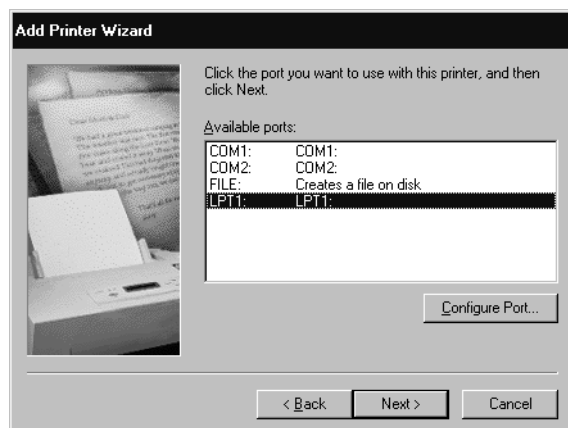 Add Printer Wizard
Click the port you want to use with this printer, and then
click Next.
Available ports:
COM1: COM1:
COM2: COM2:
FILE: Creates a file on disk
LPT1: LPT1:
Configure Port...
< Back Next > Cancel